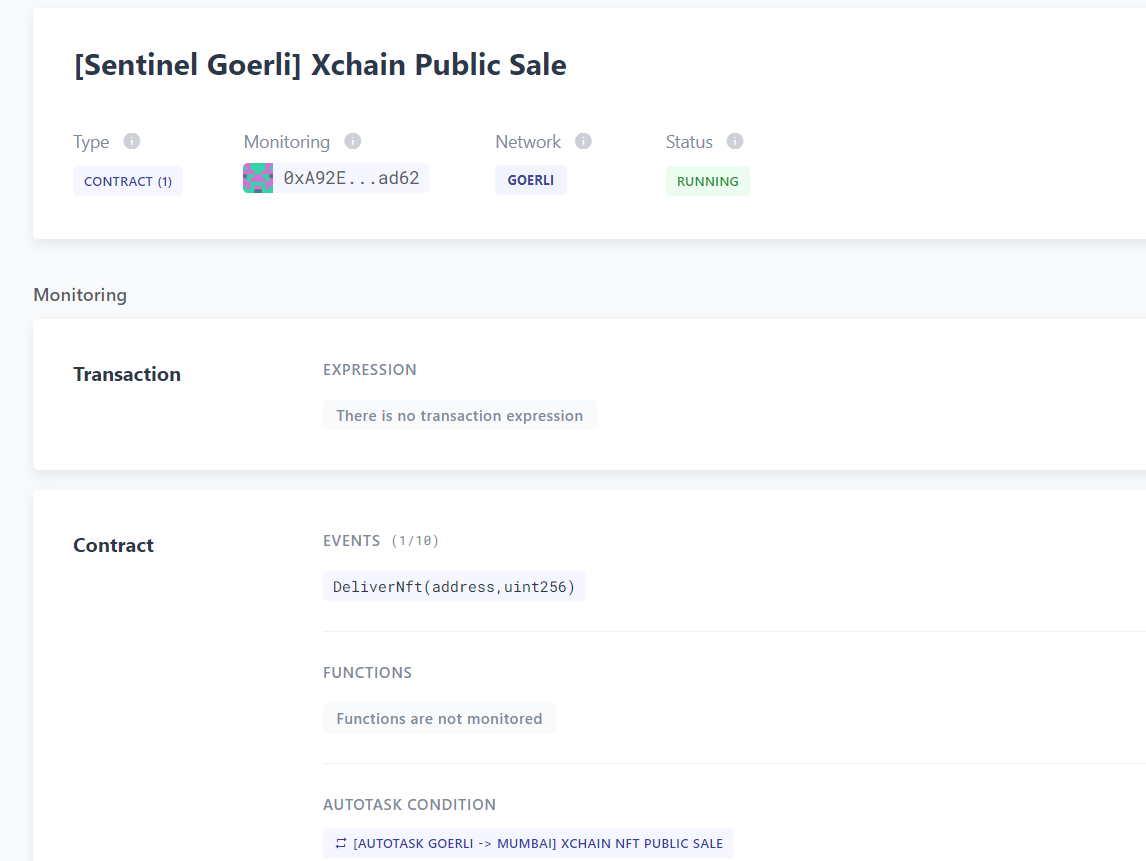 [Sentinel Goerli] Xchain Public Sale
Type Monitoring Network Status
CONTRACT (1) 0xA92E...ad62 GOERLI RUNNING
Monitoring
Transaction
EXPRESSION
There is no transaction expression
Contract
EVENTS (1/10)
DeliverNft(address,uint256)
FUNCTIONS
Functions are not monitored
AUTOTASK CONDITION
[AUTOTASK GOERLI -> MUMBAI] XCHAIN NFT PUBLIC SALE